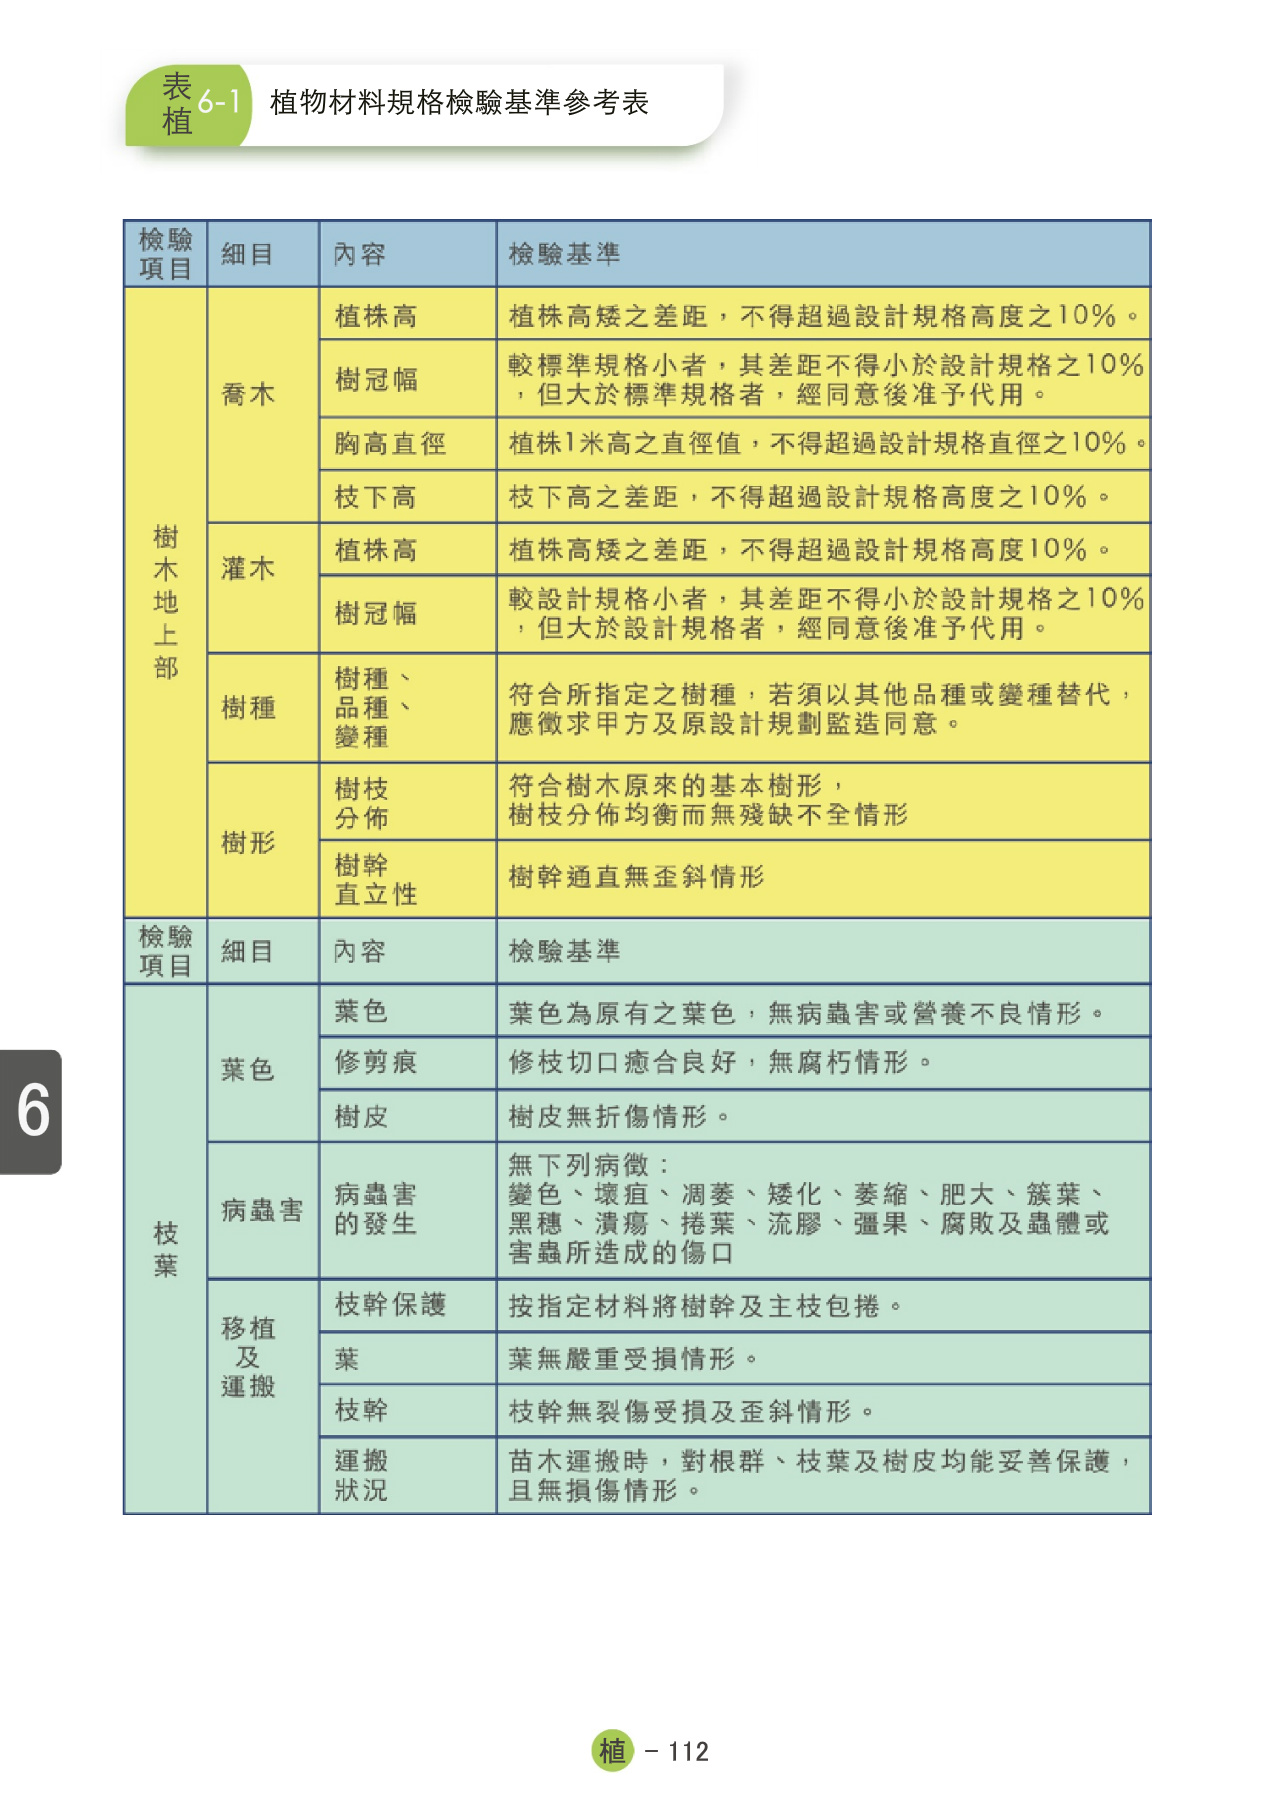 表植 6-1 植物材料規格檢驗基準參考表
檢驗
項目
細目
內容
檢驗基準
樹木地上部
喬木
植株高
植株高矮之差距，不得超過設計規格高度之10%。
樹冠幅
較標準規格小者，其差距不得小於設計規格之10%
，但大於標準規格者，經同意後准予代用。
胸高直徑
植株1米高之直徑值，不得超過設計規格直徑之10%。
枝下高
枝下高之差距，不得超過設計規格高度之10%。
灌木
植株高
植株高矮之差距，不得超過設計規格高度10%。
樹冠幅
較設計規格小者，其差距不得小於設計規格之10%
，但大於設計規格者，經同意後准予代用。
樹種
樹種、
品種、
變種
符合所指定之樹種，若須以其他品種或變種替代，
應徵求甲方及原設計規劃監造同意。
樹形
樹枝
分佈
符合樹木原來的基本樹形，
樹枝分佈均衡而無殘缺不全情形
樹幹
直立性
樹幹通直無歪斜情形
檢驗
項目
細目
內容
檢驗基準
枝葉
葉色
葉色
葉色為原有之葉色，無病蟲害或營養不良情形。
修剪痕
修枝切口癒合良好，無腐朽情形。
樹皮
樹皮無折傷情形。
病蟲害
病蟲害
的發生
無下列病徵：
變色、壞疽、凋萎、矮化、萎縮、肥大、簇葉、
黑穗、潰瘍、捲葉、流膠、殭果、腐敗及蟲體或
害蟲所造成的傷口
移植
及
運搬
枝幹保護
按指定材料將樹幹及主枝包捲。
葉
葉無嚴重受損情形。
枝幹
枝幹無裂傷受損及歪斜情形。
運搬
狀況
苗木運搬時，對根群、枝葉及樹皮均能妥善保護，
且無損傷情形。
6
植 – 112